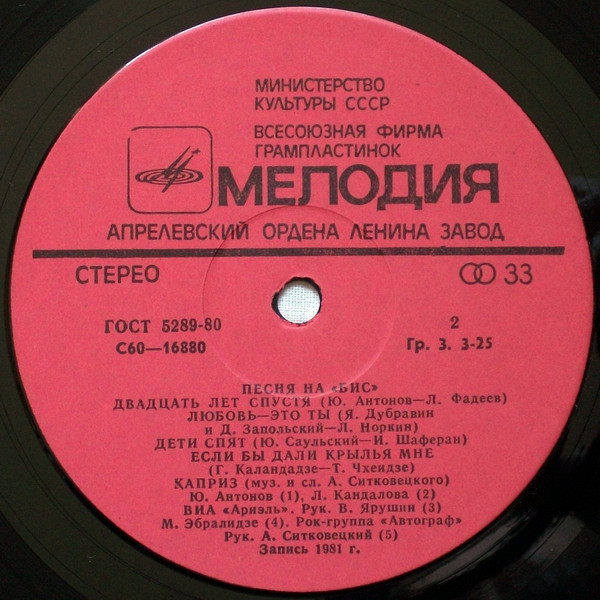 МИНИСТЕРСТВО
КУЛЬТУРЫ СССР
ВСЕСОЮЗНАЯ ФИРМА
ГРАМПЛАСТИНОК
МЕЛОДИЯ
АПРЕЛЕВСКИЙ ОРДЕНА ЛЕНИНА ЗАВОД
СТЕРЕО 33
ГОСТ 5289-80 2
С60—16880 Гр. 3. 3-25
ПЕСНЯ НА «БИС»
ДВАДЦАТЬ ЛЕТ СПУСТЯ (Ю. Антонов—Л. Фадеев)
ЛЮБОВЬ—ЭТО ТЫ (Я. Дубравин
и Д. Запольский—Л. Норкин)
ДЕТИ СПЯТ (Ю. Саульский—И. Шаферан)
ЕСЛИ БЫ ДАЛИ КРЫЛЬЯ МНЕ
(Г. Каландадзе—Т. Чхендзе)
КАПРИЗ (муз. и сл. А. Ситковецкого)
Ю. Антонов (1), Л. Кандалова (2)
ВИА «Ариэль». Рук. В. Ярушин (3)
М. Эбралидзе (4). Рок-группа «Автограф»
Рук. А. Ситковецкий (5)
Запись 1981 г.